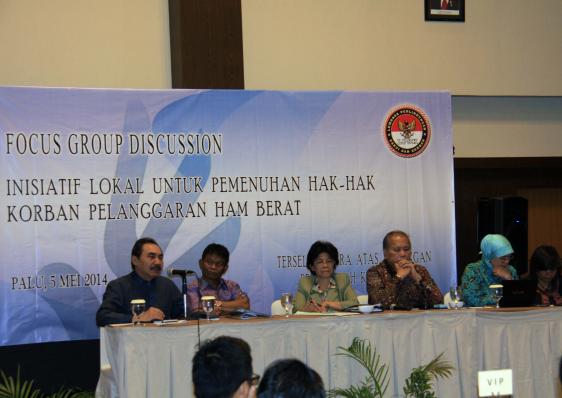 FOCUS GROUP DISCUSSION
INISIATIF LOKAL UNTUK PEMENUHAN HAK-HAK
KORBAN PELANGGARAN HAM BERAT
ATAS
PALU, 5 MEI 2014
VIP